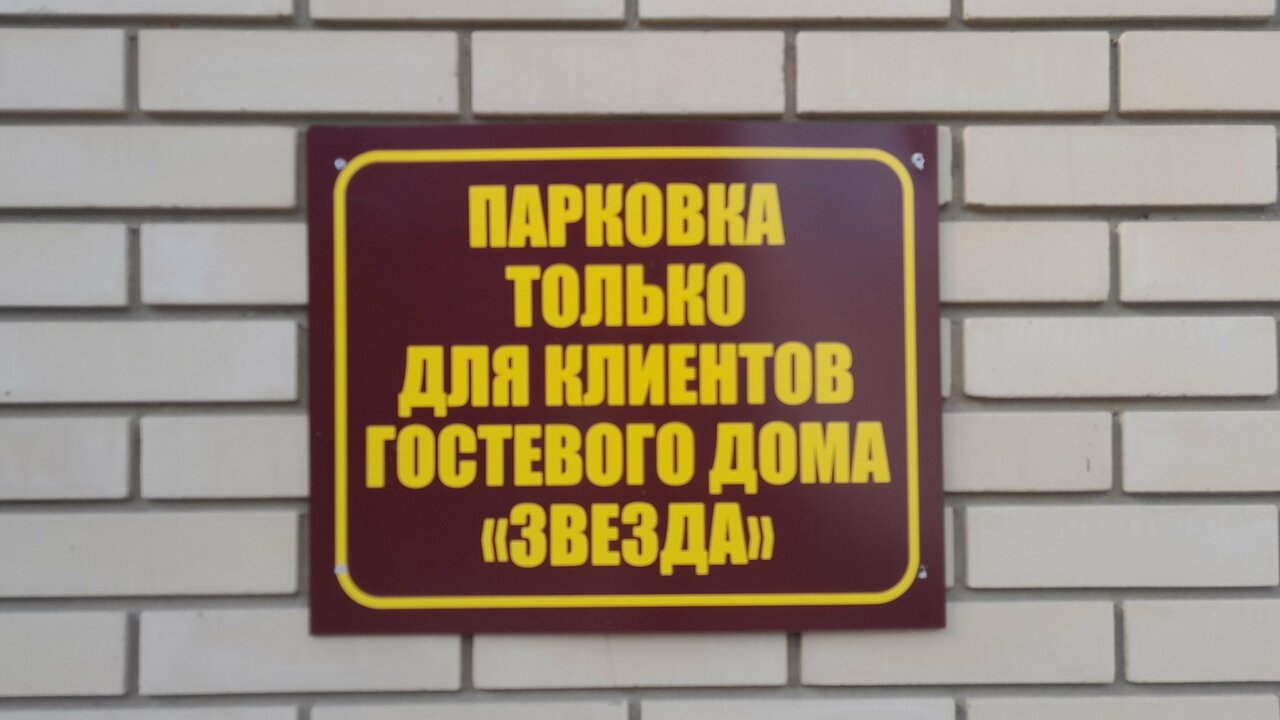 ПАРКОВКА
ТОЛЬКО
ДЛЯ КЛИЕНТОВ
ГОСТЕВОГО ДОМА
«ЗВЕЗДА»